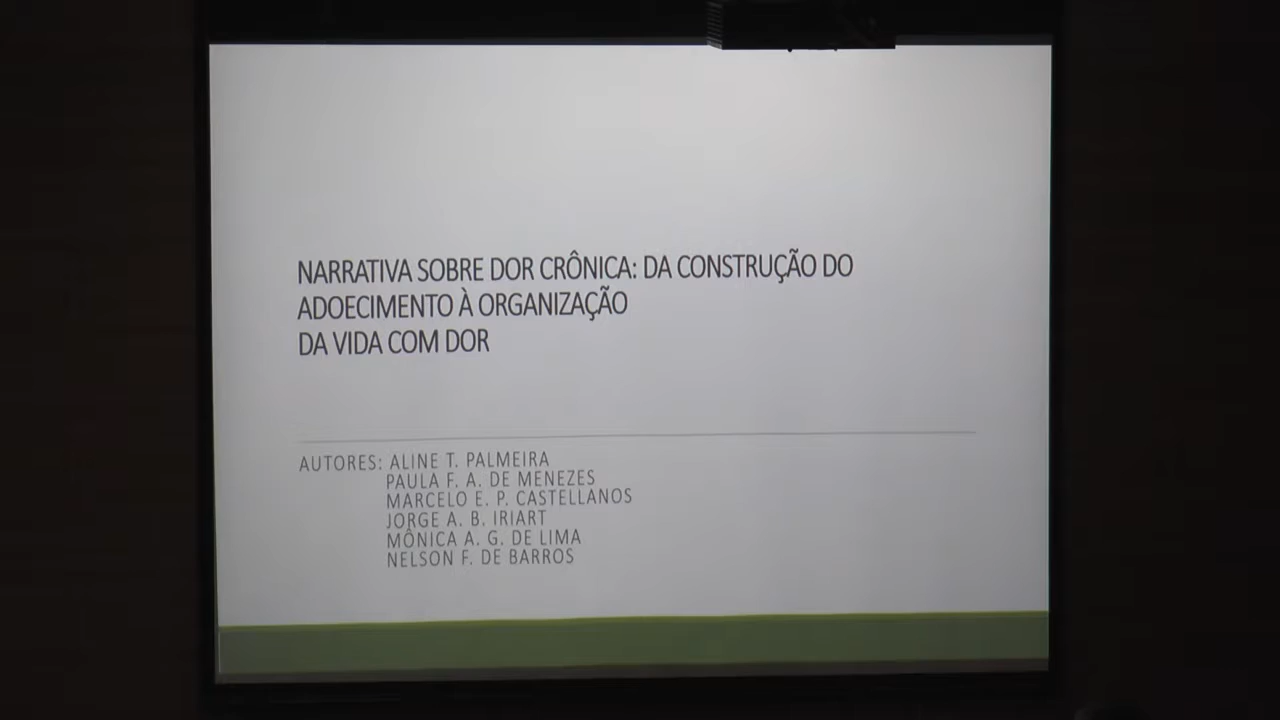 NARRATIVA SOBRE DOR CRÔNICA: DA CONSTRUÇÃO DO
ADOECIMENTO À ORGANIZAÇÃO
DA VIDA COM DOR
AUTORES: ALINE T. PALMEIRA
PAULA F. A. DE MENEZES
MARCELO E. P. CASTELLANOS
JORGE A. B. IRIART
MÔNICA A. G. DE LIMA
NELSON F. DE BARROS